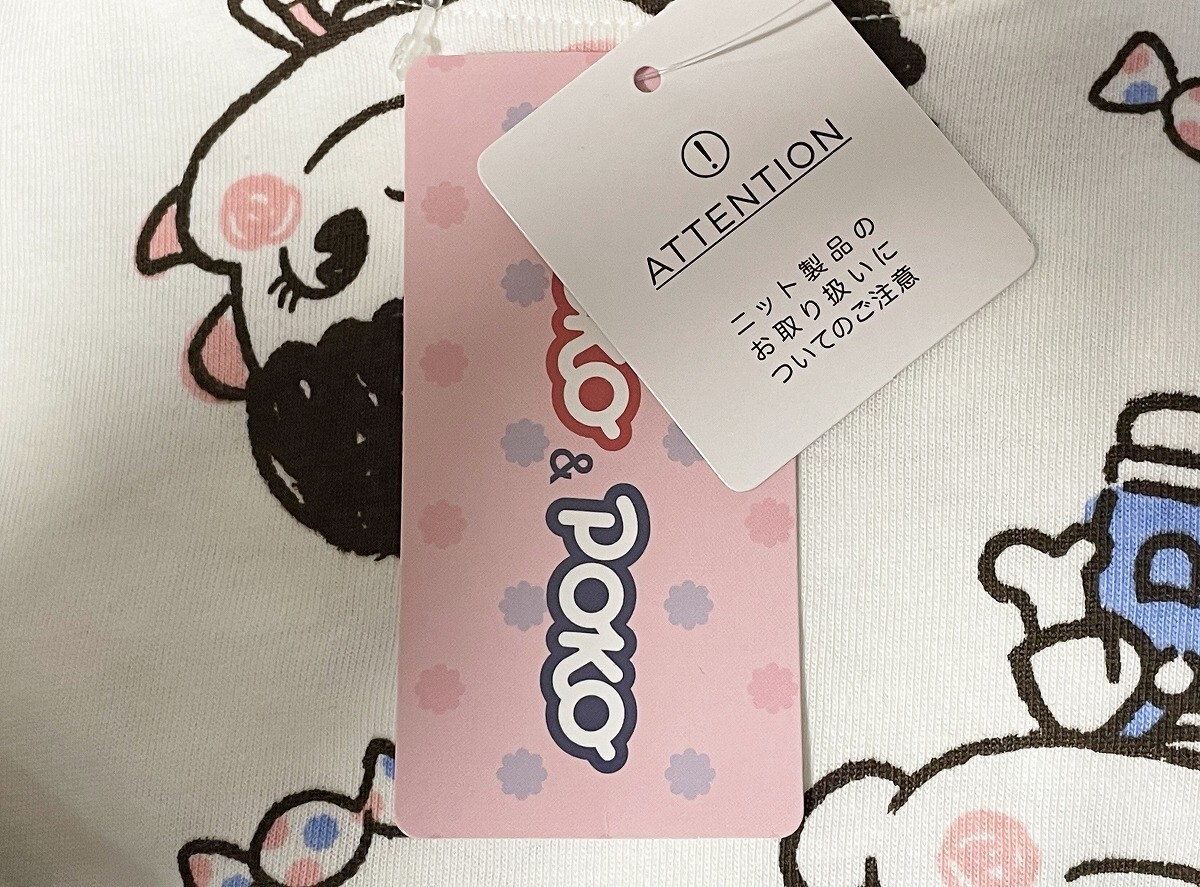 !
ATTENTION
ニット製品の
お取り扱いに
ついてのご注意
&
POKO